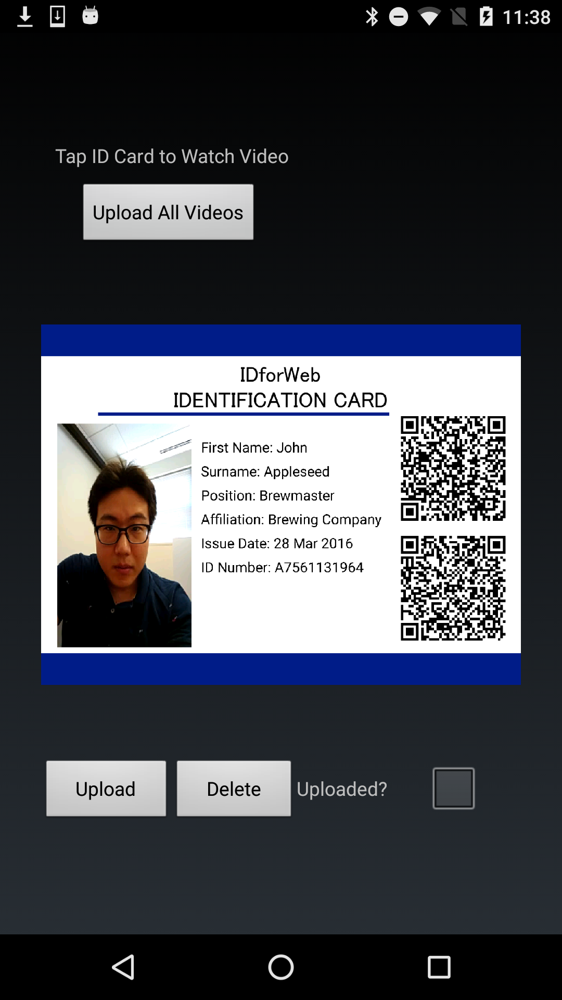 11:38
Tap ID Card to Watch Video
Upload All Videos
IDforWeb
IDENTIFICATION CARD
First Name: John
Surname: Appleseed
Position: Brewmaster
Affiliation: Brewing Company
Issue Date: 28 Mar 2016
ID Number: A7561131964
Upload
Delete
Uploaded?